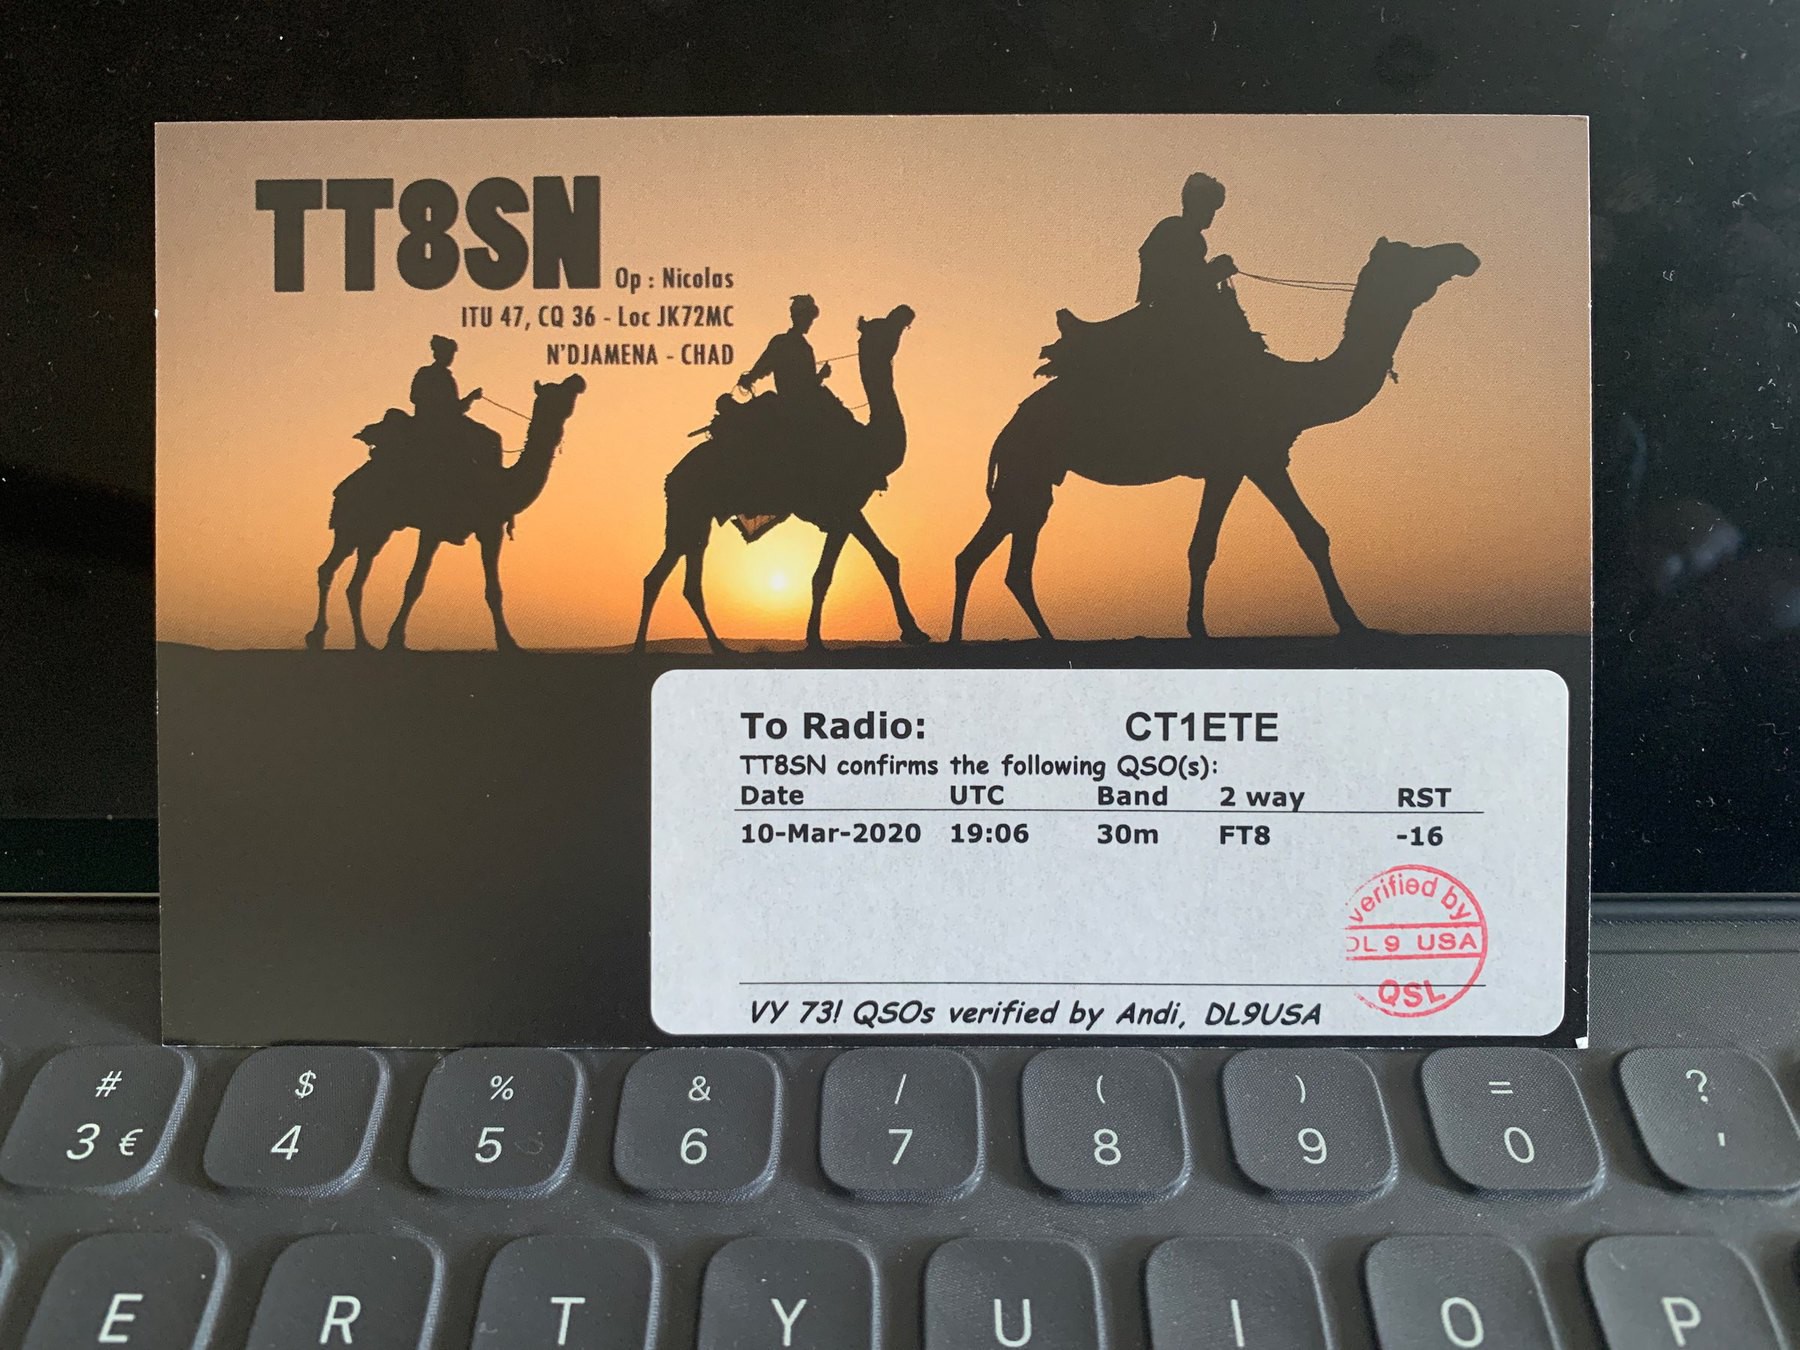 TT8SN
Op : Nicolas
ITU 47, CQ 36 - Loc JK72MC
N'DJAMENA - CHAD
To Radio: CT1ETE
TT8SN confirms the following QSO(s):
Date UTC Band 2 way RST
10-Mar-2020 19:06 30m FT8 -16
verified by
DL9 USA
QSL
VY 73! QSOs verified by Andi, DL9USA
# $ % & / ( ) = ?
3 € 4 5 6 7 8 9 0 '
E R T Y U I O P